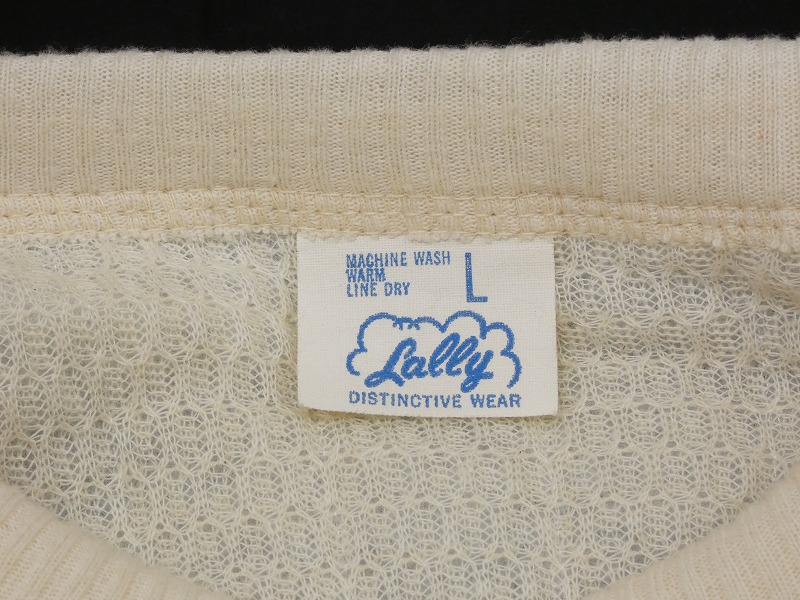 MACHINE WASH
WARM
LINE DRY
L
Lally
DISTINCTIVE WEAR